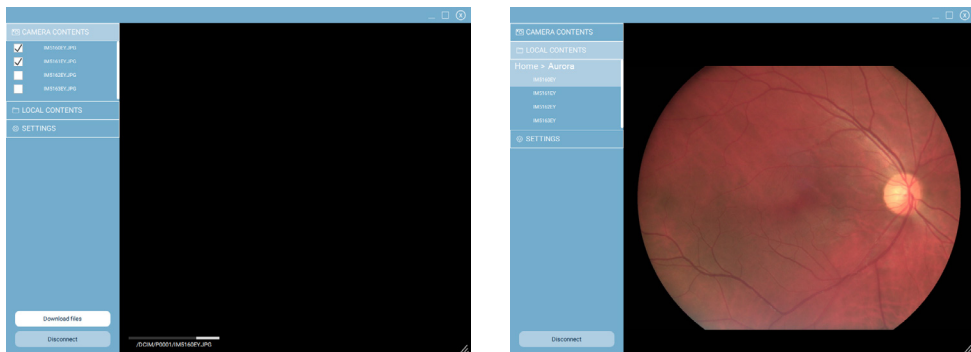 CAMERA CONTENTS
IM5160EY.JPG
IM5161EY.JPG
IM5162EY.JPG
IM5163EY.JPG
LOCAL CONTENTS
SETTINGS
Download files
Disconnect
/DCIM/P0001/IM5160EY.JPG
CAMERA CONTENTS
LOCAL CONTENTS
Home > Aurora
IM5160EY
IM5161EY
IM5162EY
IM5163EY
SETTINGS
Disconnect